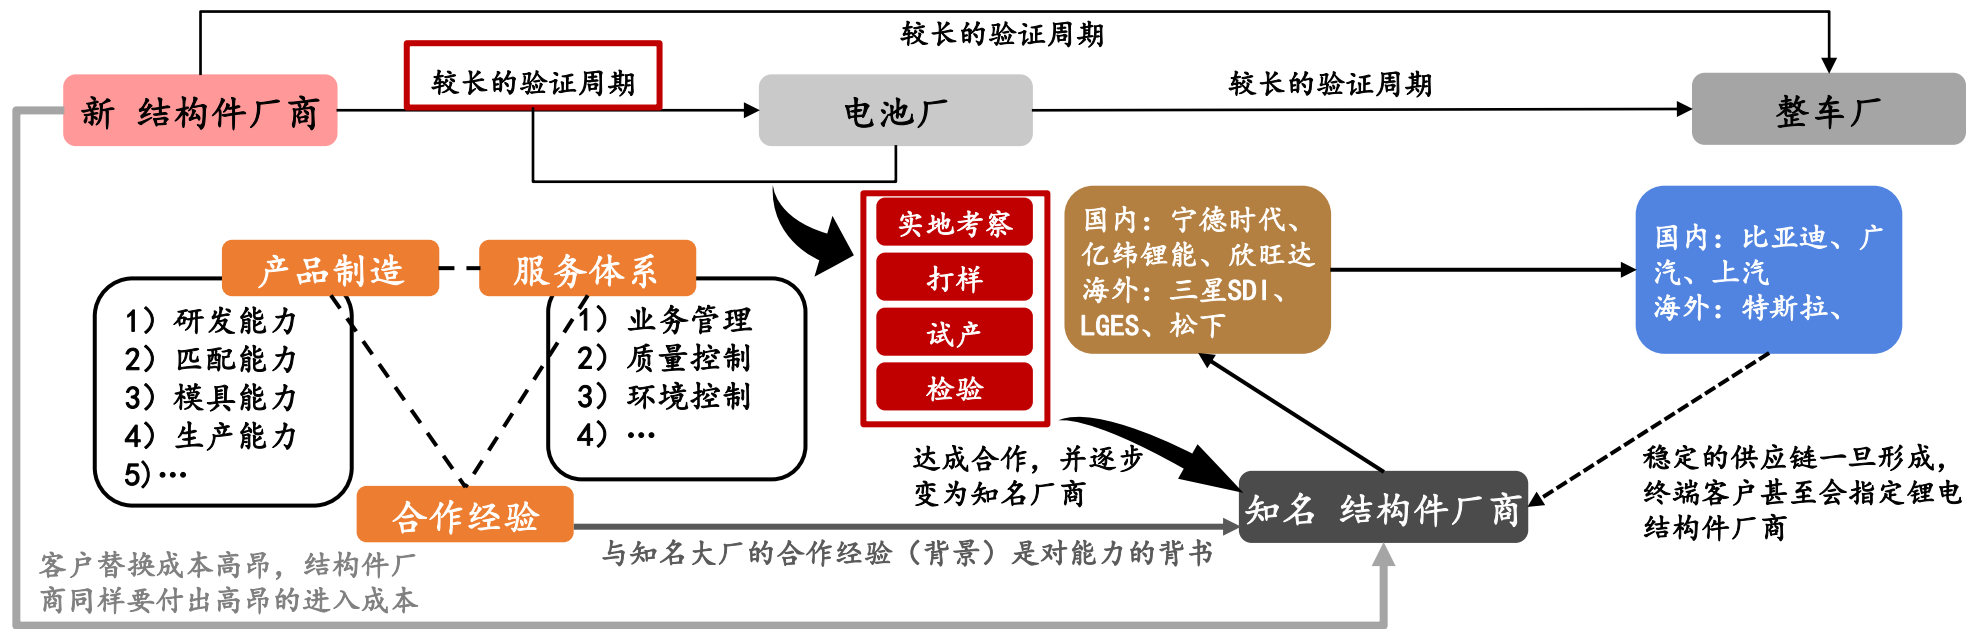 较长的验证周期
较长的验证周期
较长的验证周期
新 结构件厂商
电池厂
整车厂
实地考察
打样
试产
检验
国内：宁德时代、
亿纬锂能、欣旺达
海外：三星SDI、
LGES、松下
国内：比亚迪、广
汽、上汽
海外：特斯拉、
产品制造
服务体系
1）研发能力
2）匹配能力
3）模具能力
4）生产能力
5)…
1）业务管理
2）质量控制
3）环境控制
4）…
合作经验
达成合作，并逐步
变为知名厂商
知名 结构件厂商
稳定的供应链一旦形成，
终端客户甚至会指定锂电
结构件厂商
与知名大厂的合作经验（背景）是对能力的背书
客户替换成本高昂，结构件厂
商同样要付出高昂的进入成本